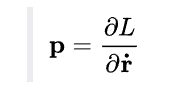 𝐩 = ∂L / ∂𝐫̇